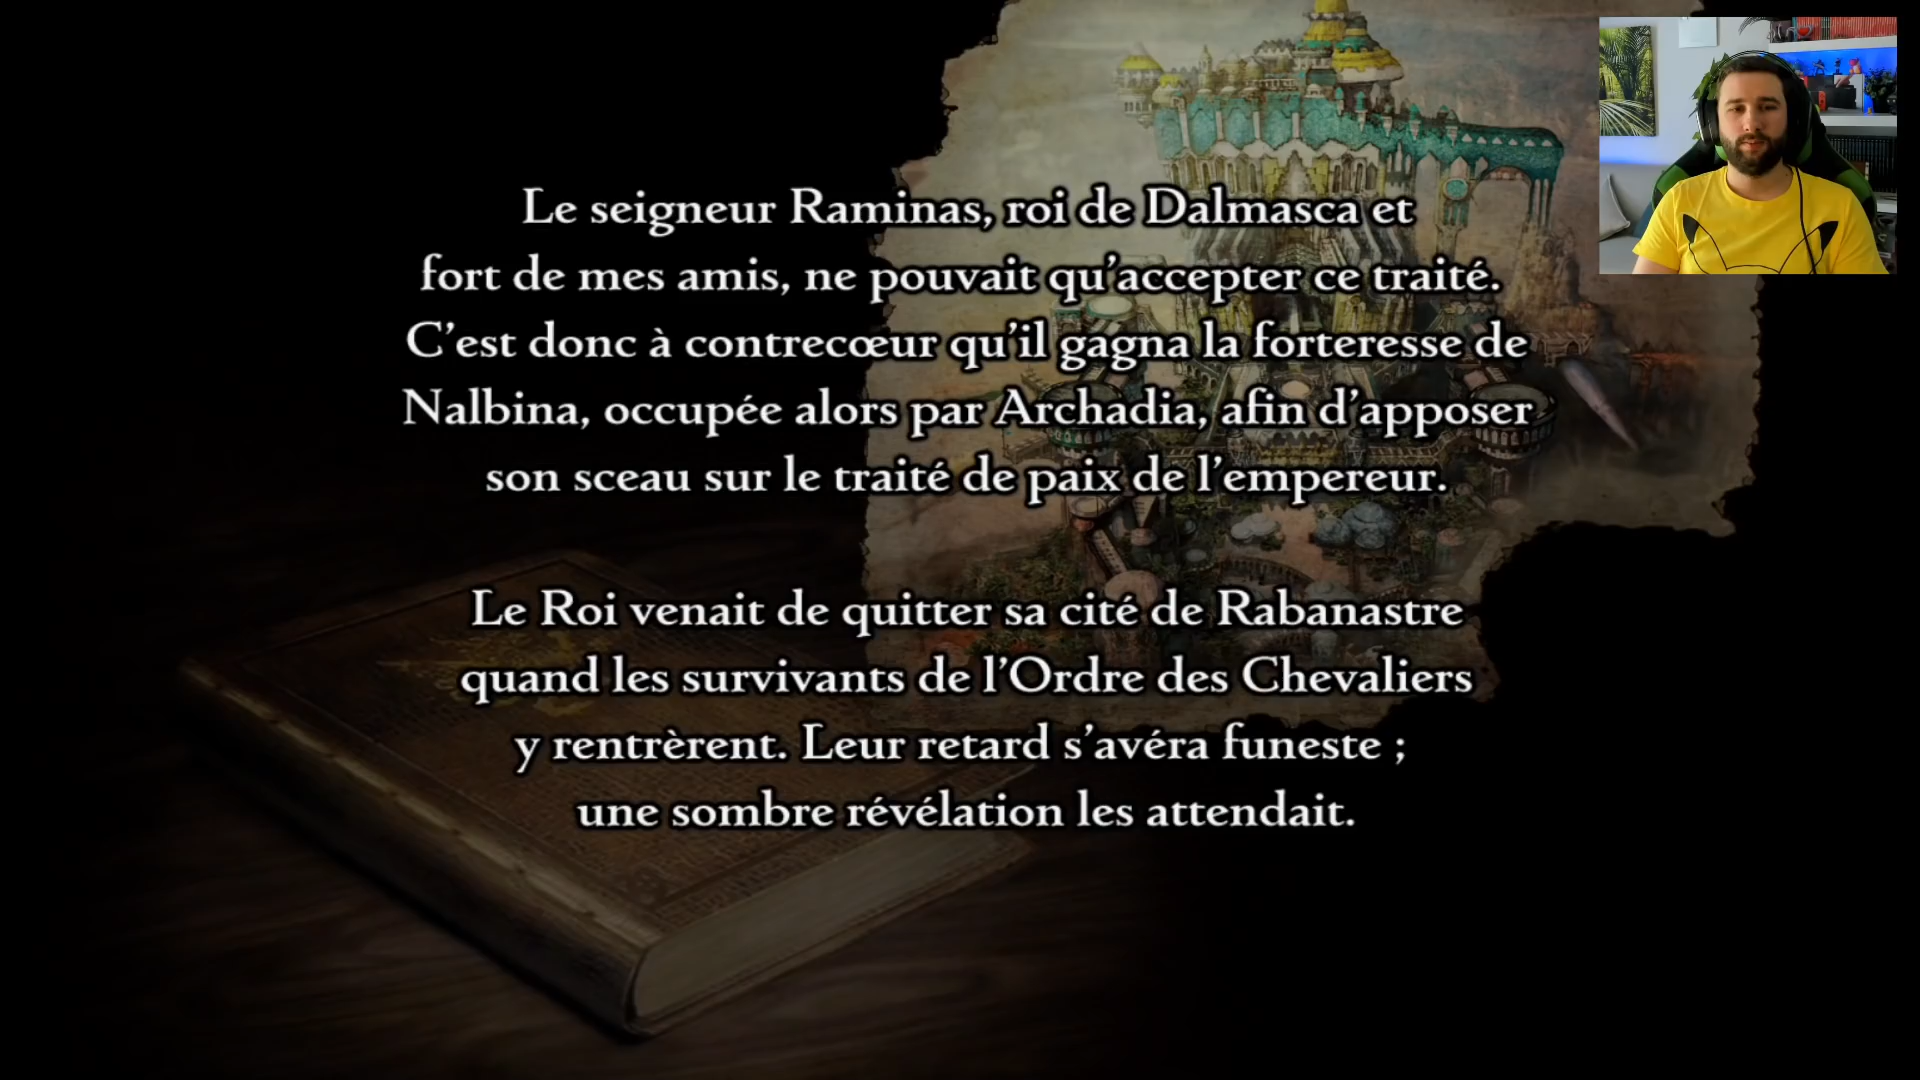 Le seigneur Raminas, roi de Dalmasca et
fort de mes amis, ne pouvait qu'accepter ce traité.
C'est donc à contrecœur qu'il gagna la forteresse de
Nalbina, occupée alors par Archadia, afin d'apposer
son sceau sur le traité de paix de l'empereur.
Le Roi venait de quitter sa cité de Rabanastre
quand les survivants de l'Ordre des Chevaliers
y rentrèrent. Leur retard s'avéra funeste ;
une sombre révélation les attendait.